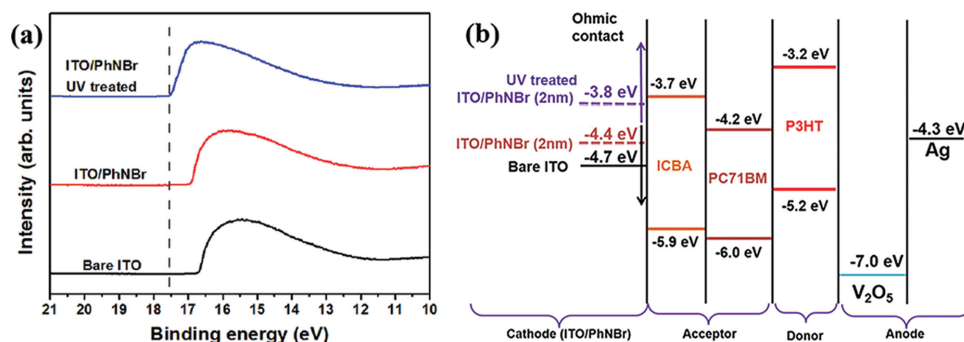 (a)
Intensity (arb. units)
ITO/PhNBr
UV treated
ITO/PhNBr
Bare ITO
21 20 19 18 17 16 15 14 13 12 11 10
Binding energy (eV)
(b)
Ohmic
contact
UV treated
ITO/PhNBr (2nm)
-3.8 eV
ITO/PhNBr (2nm)
-4.4 eV
Bare ITO
-4.7 eV
-3.7 eV
ICBA
-5.9 eV
-4.2 eV
PC71BM
-6.0 eV
-3.2 eV
P3HT
-5.2 eV
-7.0 eV
V2O5
-4.3 eV
Ag
Cathode (ITO/PhNBr)
Acceptor
Donor
Anode